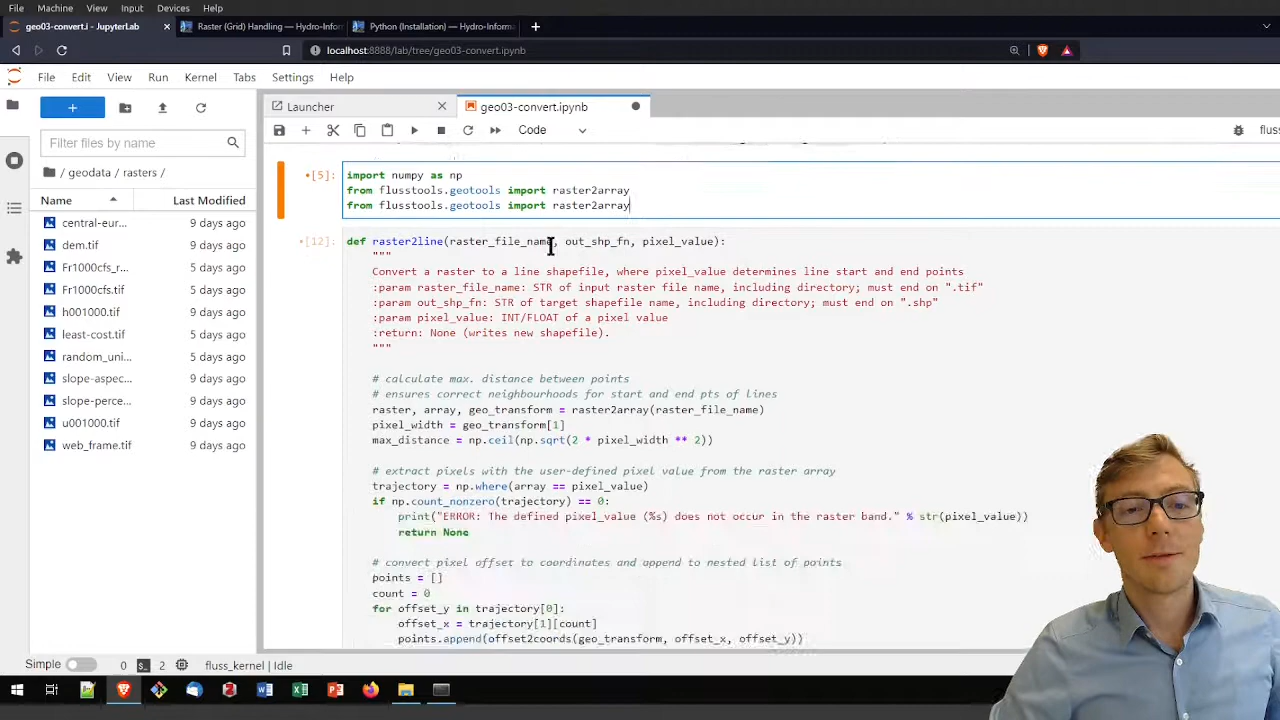 File Machine View Input Devices Help
geo03-convert.i - JupyterLab Raster (Grid) Handling — Hydro-Infor Python (Installation) — Hydro-Inform
localhost:8888/lab/tree/geo03-convert.ipynb
File Edit View Run Kernel Tabs Settings Help
Launcher geo03-convert.ipynb
Code fluss
Filter files by name
/ geodata / rasters /
Name Last Modified
central-eur... 9 days ago
dem.tif 9 days ago
Fr1000cfs_r... 9 days ago
Fr1000cfs.tif 9 days ago
h001000.tif 9 days ago
least-cost.tif 5 days ago
random_uni... 5 days ago
slope-aspec... 9 days ago
slope-perce... 9 days ago
u001000.tif 9 days ago
web_frame.tif 9 days ago
[5]: import numpy as np
from flusstools.geotools import raster2array
from flusstools.geotools import raster2array
[12]: def raster2line(raster_file_name, out_shp_fn, pixel_value):
"""
Convert a raster to a line shapefile, where pixel_value determines line start and end points
:param raster_file_name: STR of input raster file name, including directory; must end on ".tif"
:param out_shp_fn: STR of target shapefile name, including directory; must end on ".shp"
:param pixel_value: INT/FLOAT of a pixel value
:return: None (writes new shapefile).
"""
# calculate max. distance between points
# ensures correct neighbourhoods for start and end pts of lines
raster, array, geo_transform = raster2array(raster_file_name)
pixel_width = geo_transform[1]
max_distance = np.ceil(np.sqrt(2 * pixel_width ** 2))
# extract pixels with the user-defined pixel value from the raster array
trajectory = np.where(array == pixel_value)
if np.count_nonzero(trajectory) == 0:
print("ERROR: The defined pixel_value (%s) does not occur in the raster band." % str(pixel_value))
return None
# convert pixel offset to coordinates and append to nested list of points
points = []
count = 0
for offset_y in trajectory[0]:
offset_x = trajectory[1][count]
points.append(offset2coords(geo_transform, offset_x, offset_y))
Simple 0 2 fluss_kernel | Idle